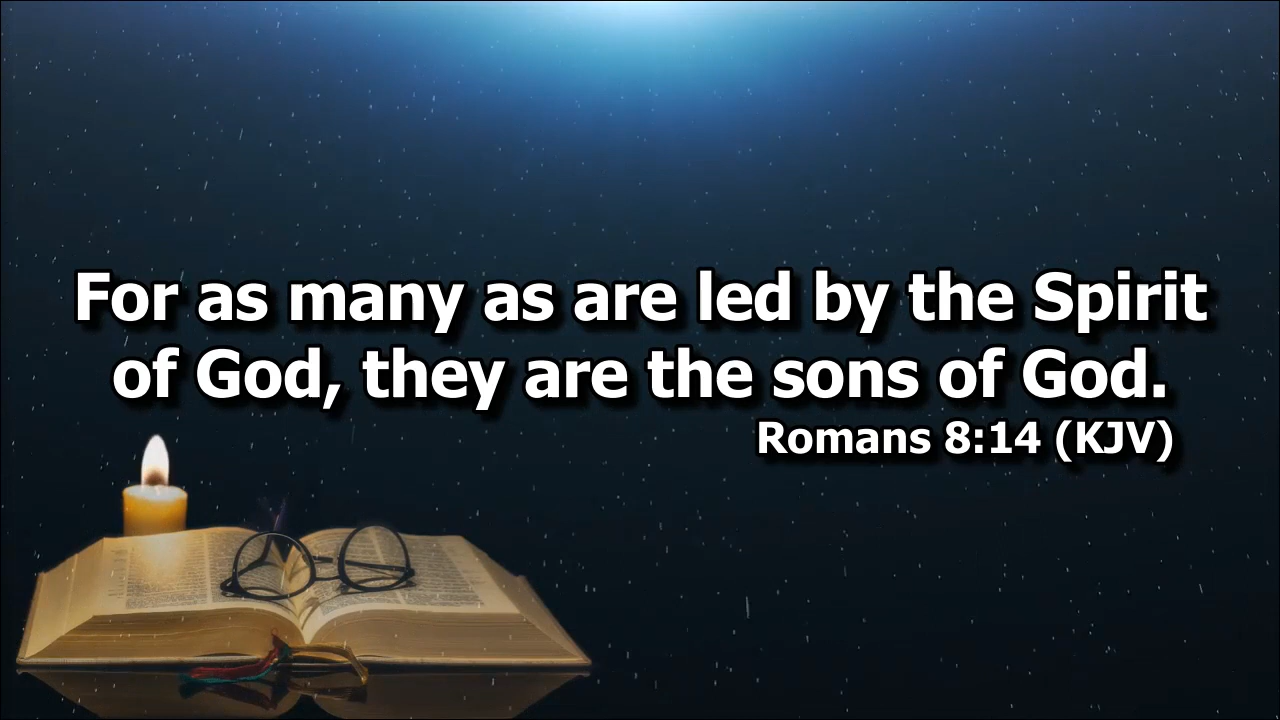 For as many as are led by the Spirit
of God, they are the sons of God.
Romans 8:14 (KJV)